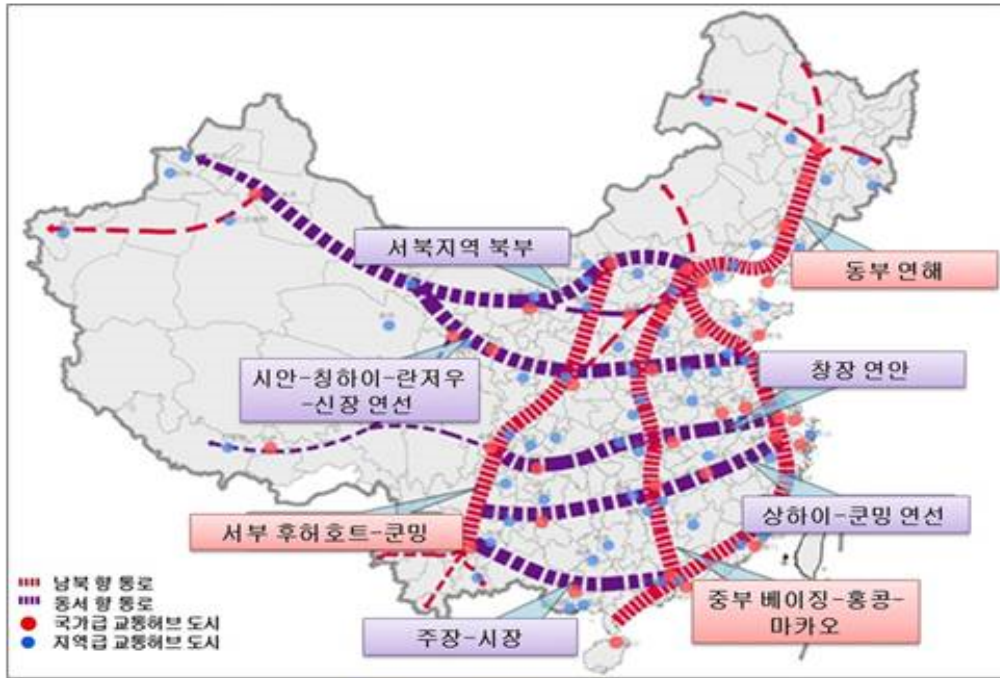 서북지역 북부
동부 연해
시안-칭하이-란저우
-신장 연선
창장 연안
서부 후허호트-쿤밍
상하이-쿤밍 연선
남북 향 통로
동서 향 통로
국가급 교통허브 도시
지역급 교통허브 도시
주장-시장
중부 베이징-홍콩-
마카오